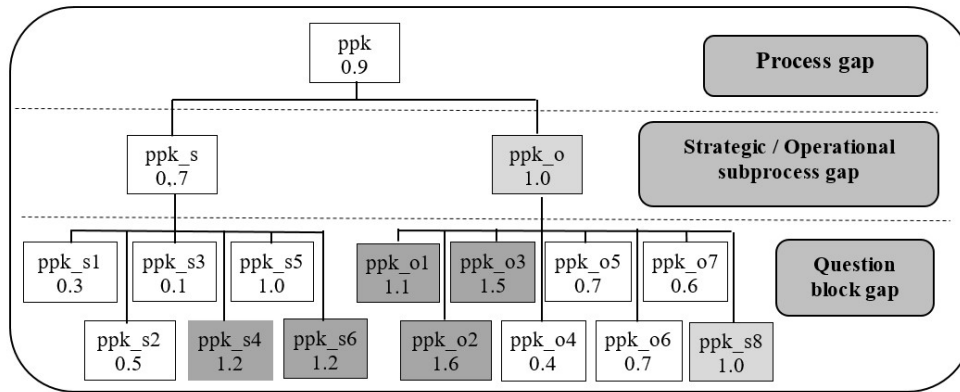 ppk
0.9
Process gap
ppk_s
0,.7
ppk_o
1.0
Strategic / Operational
subprocess gap
ppk_s1
0.3
ppk_s3
0.1
ppk_s5
1.0
ppk_o1
1.1
ppk_o3
1.5
ppk_o5
0.7
ppk_o7
0.6
Question
block gap
ppk_s2
0.5
ppk_s4
1.2
ppk_s6
1.2
ppk_o2
1.6
ppk_o4
0.4
ppk_o6
0.7
ppk_s8
1.0